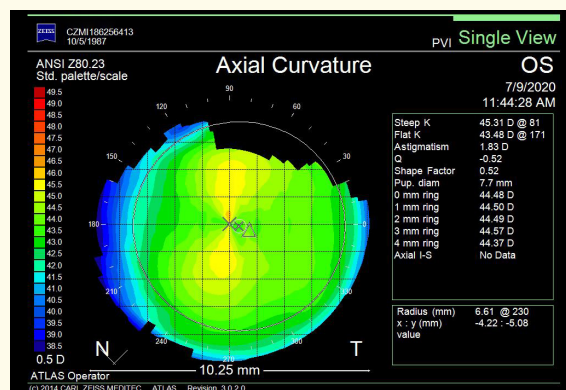 ZEISS
CZMI186256413
10/5/1987
PVI Single View
ANSI Z80.23
Std. palette/scale
Axial Curvature
OS
7/9/2020
11:44:28 AM
49.5
49.0
48.5
48.0
47.5
47.0
46.5
46.0
45.5
45.0
44.5
44.0
43.5
43.0
42.5
42.0
41.5
41.0
40.5
40.0
39.5
39.0
38.5
0.5 D
120
90
60
150
30
180
0
210
240
270
300
N
T
10.25 mm
Steep K 45.31 D @ 81
Flat K 43.48 D @ 171
Astigmatism 1.83 D
Q -0.52
Shape Factor 0.52
Pup. diam 7.7 mm
0 mm ring 44.48 D
1 mm ring 44.50 D
2 mm ring 44.49 D
3 mm ring 44.57 D
4 mm ring 44.37 D
Axial I-S No Data
Radius (mm) 6.61 @ 230
x : y (mm) -4.22 : -5.08
value
ATLAS Operator
(c) 2014 CARL ZEISS MEDITEC ATLAS Revision 3.0.2.0